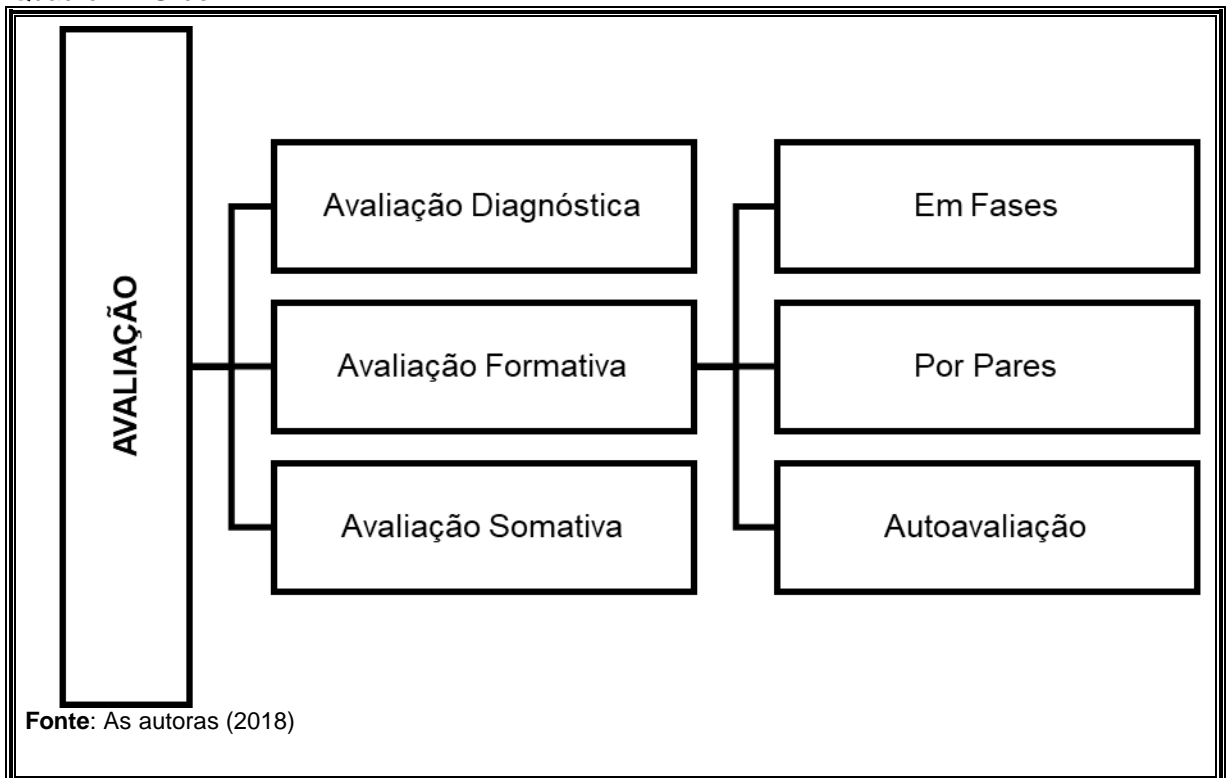 AVALIAÇÃO
Avaliação Diagnóstica
Avaliação Formativa
Avaliação Somativa
Em Fases
Por Pares
Autoavaliação
Fonte: As autoras (2018)